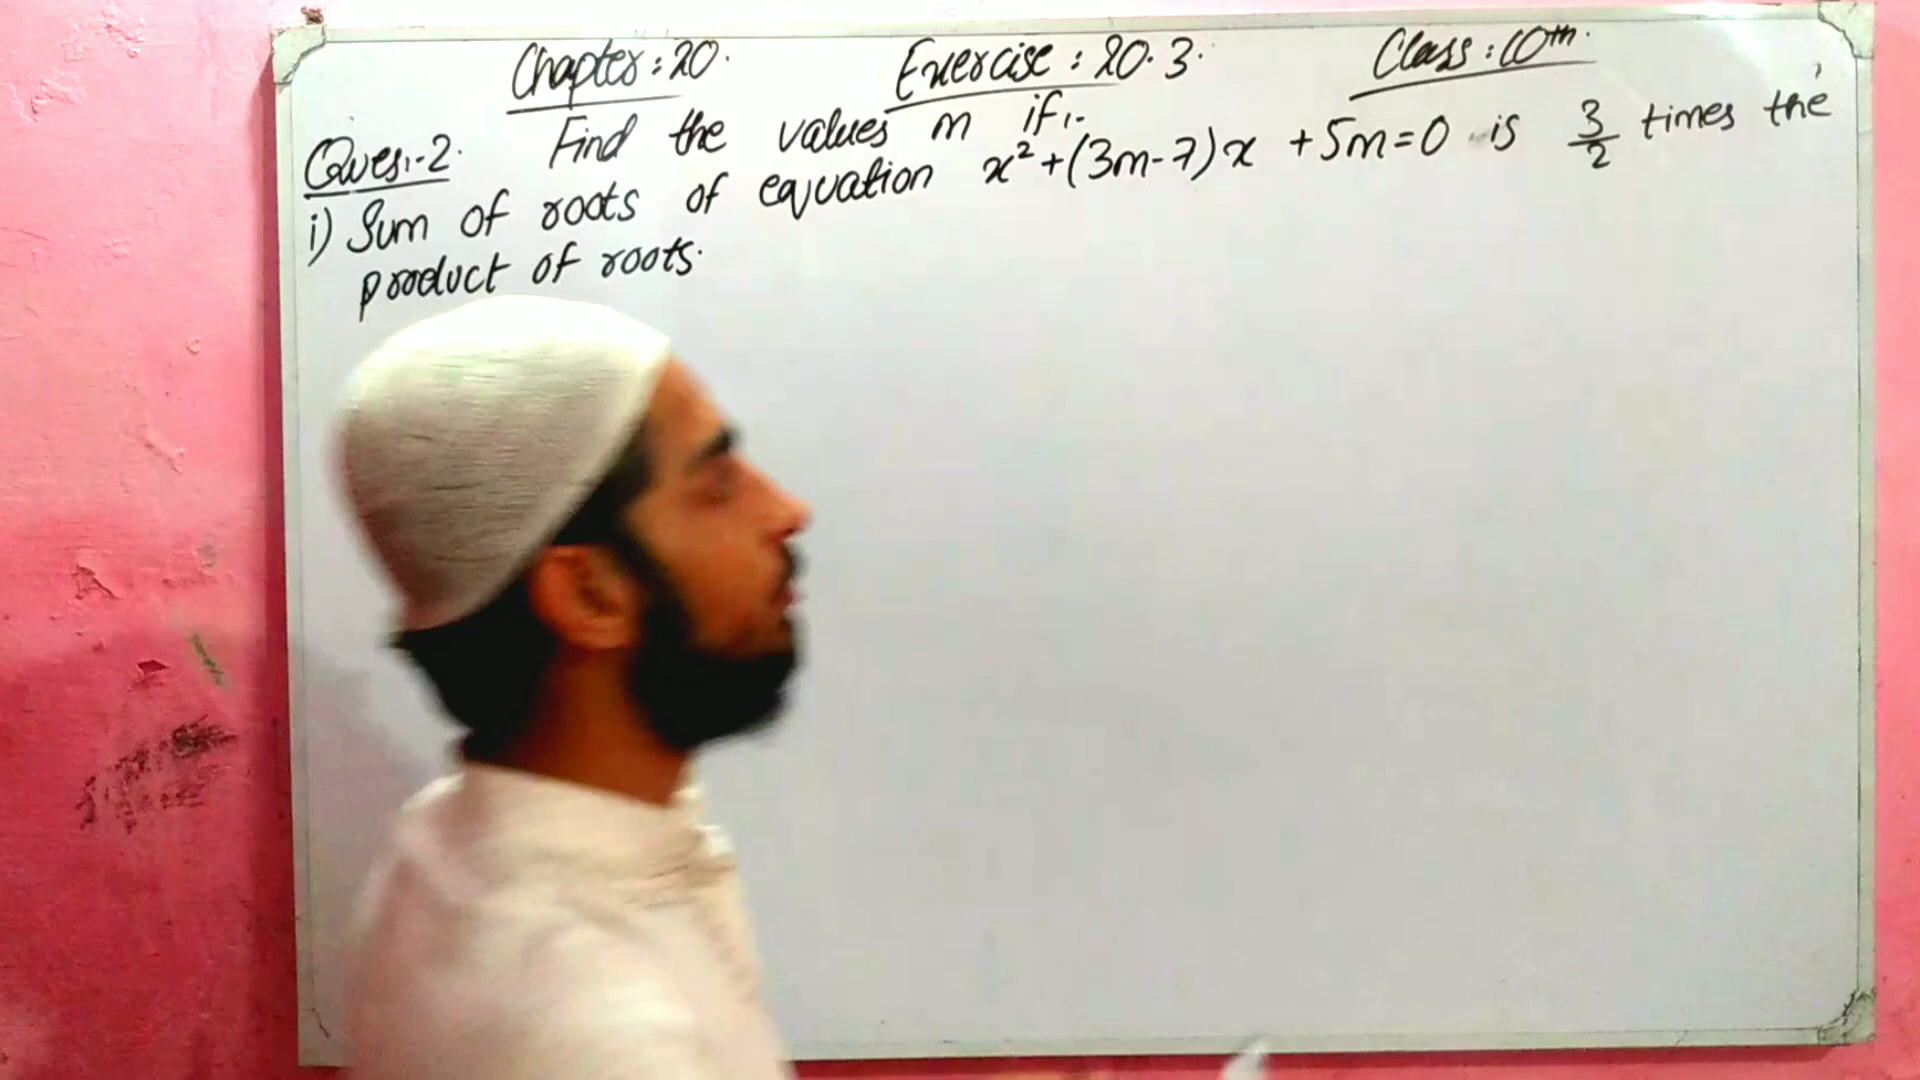 Chapter: 20. Exercise: 20.3. Class: 10th.
Ques:-2. Find the values m if:-
i) Sum of roots of equation x² + (3m-7)x + 5m = 0 is 3/2 times the
product of roots.